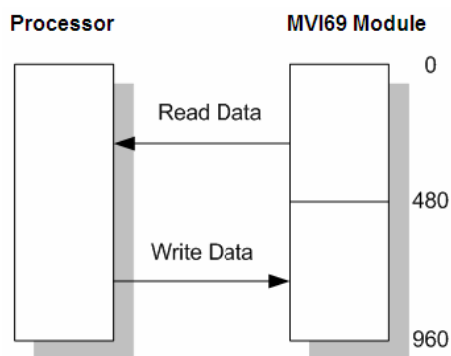 Processor
MVI69 Module
0
Read Data
480
Write Data
960